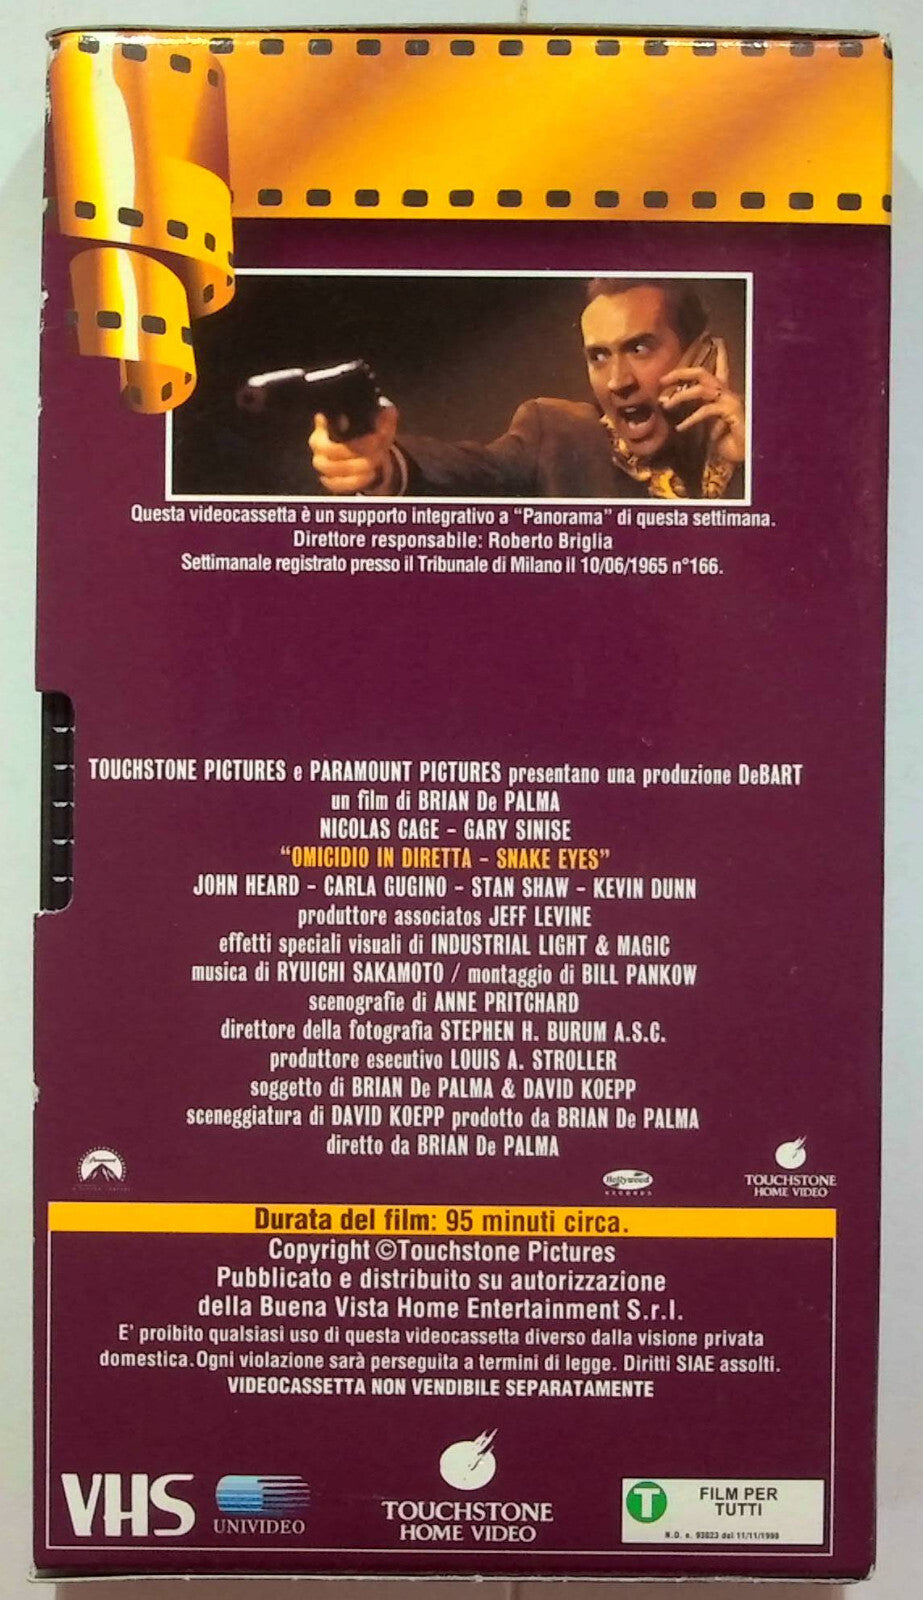 Questa videocassetta è un supporto integrativo a "Panorama" di questa settimana.
Direttore responsabile: Roberto Briglia
Settimanale registrato presso il Tribunale di Milano il 10/06/1965 n°166.
TOUCHSTONE PICTURES e PARAMOUNT PICTURES presentano una produzione DeBART
un film di BRIAN De PALMA
NICOLAS CAGE - GARY SINISE
"OMICIDIO IN DIRETTA - SNAKE EYES"
JOHN HEARD - CARLA GUGINO - STAN SHAW - KEVIN DUNN
produttore associatos JEFF LEVINE
effetti speciali visuali di INDUSTRIAL LIGHT & MAGIC
musica di RYUICHI SAKAMOTO / montaggio di BILL PANKOW
scenografie di ANNE PRITCHARD
direttore della fotografia STEPHEN H. BURUM A.S.C.
produttore esecutivo LOUIS A. STROLLER
soggetto di BRIAN De PALMA & DAVID KOEPP
sceneggiatura di DAVID KOEPP prodotto da BRIAN De PALMA
diretto da BRIAN De PALMA
Paramount
Hollywood
RECORDS
TOUCHSTONE
HOME VIDEO
Durata del film: 95 minuti circa.
Copyright ©Touchstone Pictures
Pubblicato e distribuito su autorizzazione
della Buena Vista Home Entertainment S.r.l.
E' proibito qualsiasi uso di questa videocassetta diverso dalla visione privata
domestica.Ogni violazione sarà perseguita a termini di legge. Diritti SIAE assolti.
VIDEOCASSETTA NON VENDIBILE SEPARATAMENTE
VHS
UNIVIDEO
TOUCHSTONE
HOME VIDEO
T
FILM PER
TUTTI
N.O. n. 93023 del 11/11/1998